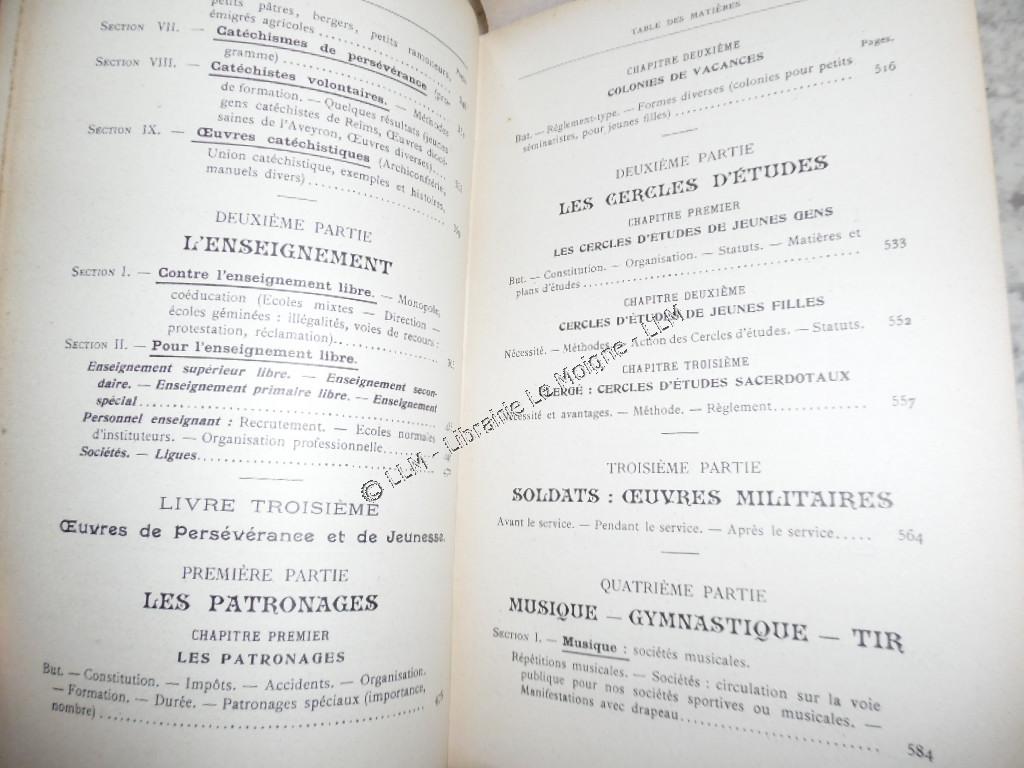 petits pâtres, bergers, petits ramoneurs,
émigrés agricoles
SECTION VII. — Catéchismes de persévérance (pro-
gramme)
SECTION VIII. — Catéchistes volontaires. — Méthodes
de formation. — Quelques résultats (jeunes
gens catéchistes de Reims, Œuvres diocé-
saines de l'Aveyron, Œuvres diverses)
SECTION IX. — Œuvres catéchistiques (Archiconfrérie,
Union catéchistique, exemples et histoires,
manuels divers)
DEUXIÈME PARTIE
L'ENSEIGNEMENT
SECTION I. — Contre l'enseignement libre. — Monopole,
coéducation (Ecoles mixtes — Direction —
écoles géminées : illégalités, voies de recours :
protestation, réclamation)
SECTION II. — Pour l'enseignement libre.
Enseignement supérieur libre. — Enseignement secon-
daire. — Enseignement primaire libre. — Enseignement
spécial
Personnel enseignant : Recrutement. — Ecoles normales
d'instituteurs. — Organisation professionnelle
Sociétés. — Ligues
LIVRE TROISIÈME
Œuvres de Persévérance et de Jeunesse.
PREMIÈRE PARTIE
LES PATRONAGES
CHAPITRE PREMIER
LES PATRONAGES
But. — Constitution. — Impôts. — Accidents. — Organisation.
— Formation. — Durée. — Patronages spéciaux (importance,
nombre)
TABLE DES MATIÈRES
Pages.
CHAPITRE DEUXIÈME
COLONIES DE VACANCES
But. — Règlement-type. — Formes diverses (colonies pour petits
séminaristes, pour jeunes filles) 516
DEUXIÈME PARTIE
LES CERCLES D'ÉTUDES
CHAPITRE PREMIER
LES CERCLES D'ÉTUDES DE JEUNES GENS
But. — Constitution. — Organisation. — Statuts. — Matières et
plans d'études 533
CHAPITRE DEUXIÈME
CERCLES D'ÉTUDES DE JEUNES FILLES
Nécessité. — Méthodes. — Action des Cercles d'études. — Statuts. 552
CHAPITRE TROISIÈME
CLERGÉ : CERCLES D'ÉTUDES SACERDOTAUX
Nécessité et avantages. — Méthode. — Règlement 557
TROISIÈME PARTIE
SOLDATS : ŒUVRES MILITAIRES
Avant le service. — Pendant le service. — Après le service 564
QUATRIÈME PARTIE
MUSIQUE — GYMNASTIQUE — TIR
SECTION I. — Musique : sociétés musicales.
Répétitions musicales. — Sociétés : circulation sur la voie
publique pour nos sociétés sportives ou musicales. —
Manifestations avec drapeau 584
© LLM - Librairie Le Moigne - LLM